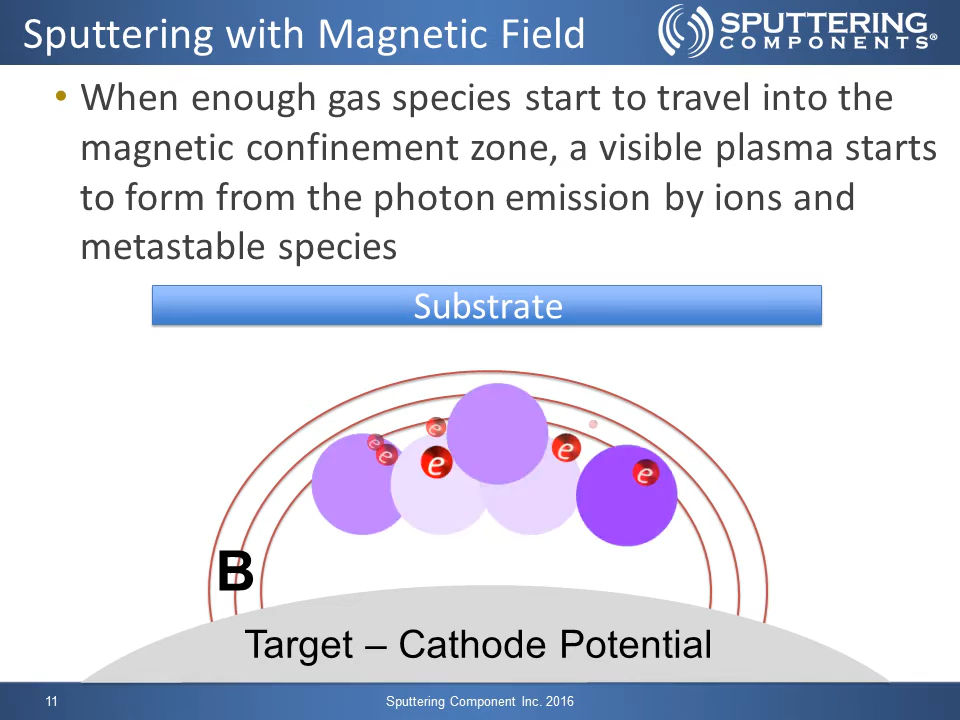 Sputtering with Magnetic Field
SPUTTERING
COMPONENTS®
• When enough gas species start to travel into the
magnetic confinement zone, a visible plasma starts
to form from the photon emission by ions and
metastable species
Substrate
e
e
e
e
e
e
B
Target – Cathode Potential
11
Sputtering Component Inc. 2016